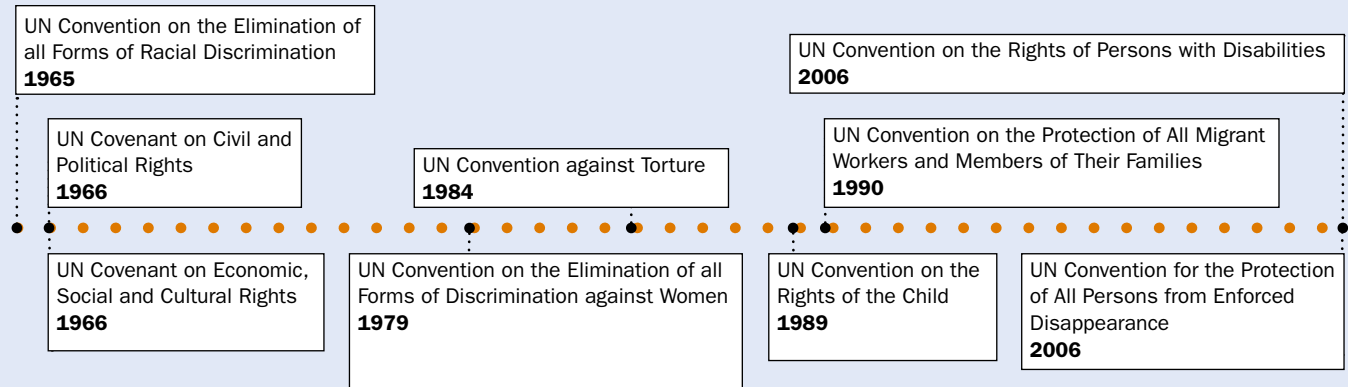 UN Convention on the Elimination of
all Forms of Racial Discrimination
1965
UN Covenant on Civil and
Political Rights
1966
UN Covenant on Economic,
Social and Cultural Rights
1966
UN Convention on the Elimination of all
Forms of Discrimination against Women
1979
UN Convention against Torture
1984
UN Convention on the
Rights of the Child
1989
UN Convention on the Protection of All Migrant
Workers and Members of Their Families
1990
UN Convention on the Rights of Persons with Disabilities
2006
UN Convention for the Protection
of All Persons from Enforced
Disappearance
2006